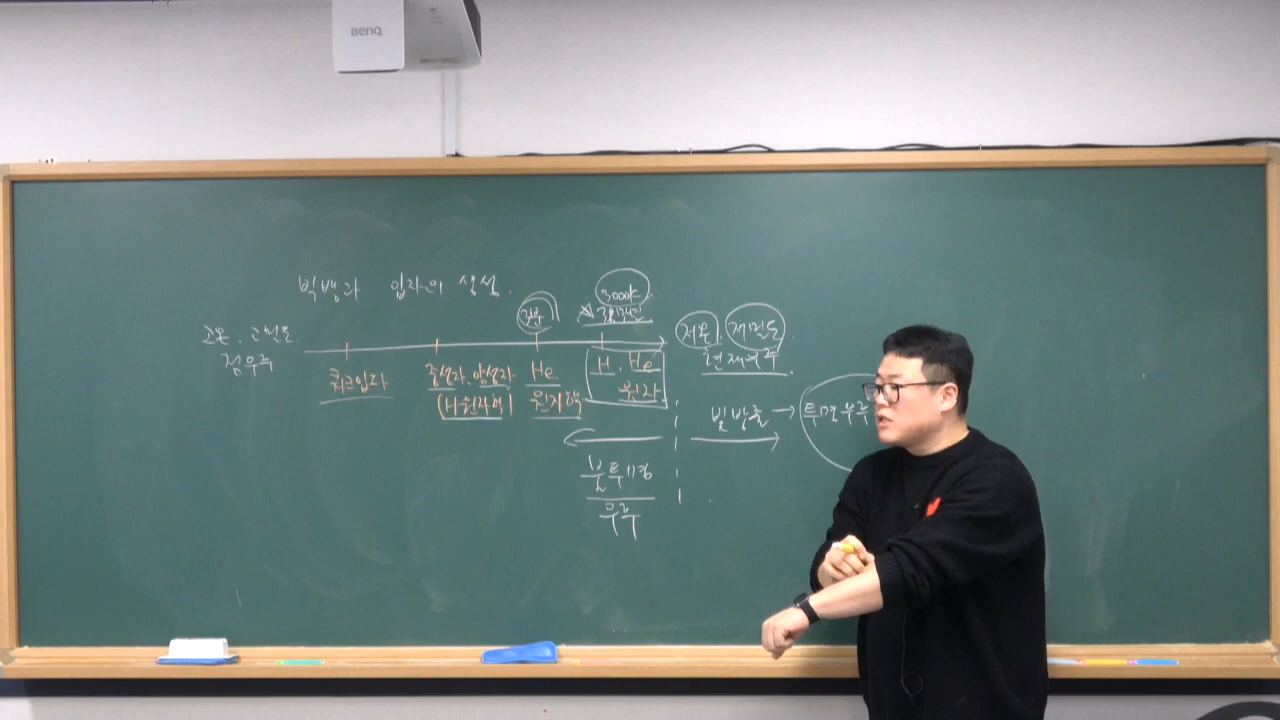 BenQ
빅뱅과 입자의 생성.
3분
3000K
38만년
고온, 고밀도
점우주
저온, 저밀도
현재우주
쿼크입자
중성자, 양성자
(H원자핵)
He
원자핵
H, He
원자
빛방출 → 투명우주
불투명
우주